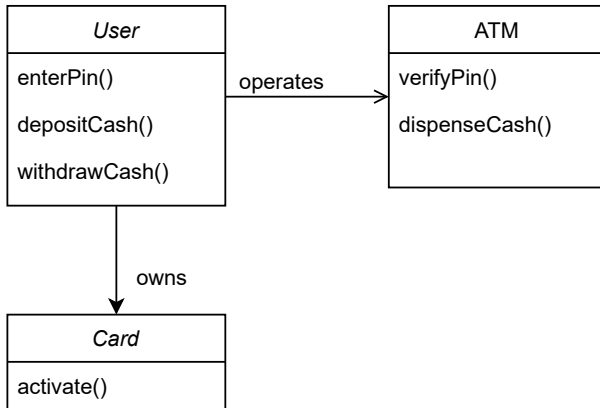 User
enterPin()
depositCash()
withdrawCash()
operates
ATM
verifyPin()
dispenseCash()
owns
Card
activate()